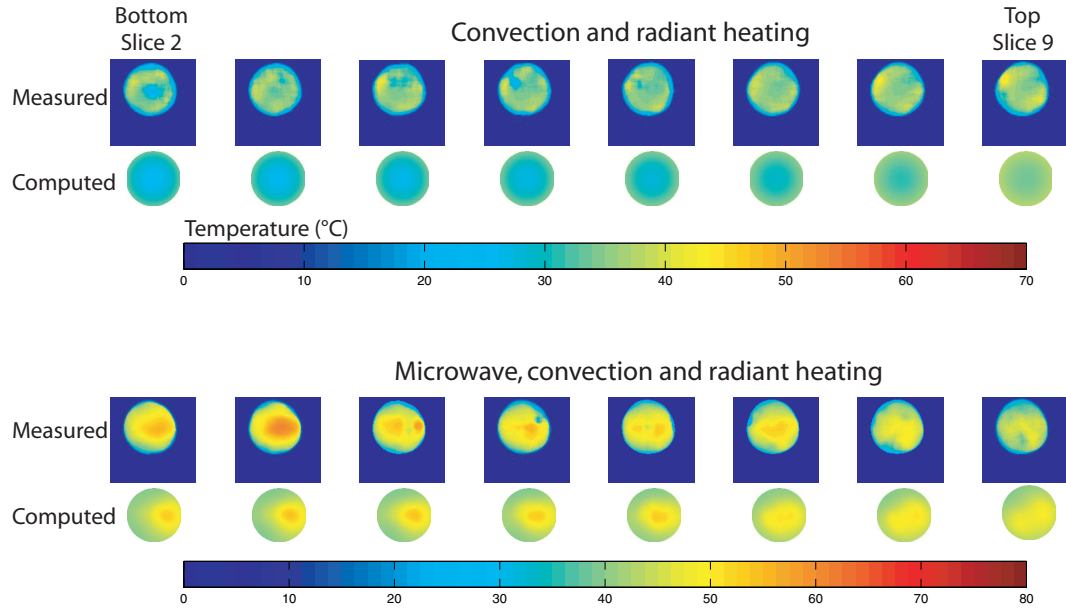 Bottom
Slice 2
Convection and radiant heating
Top
Slice 9
Measured
Computed
Temperature (°C)
0 10 20 30 40 50 60 70
Microwave, convection and radiant heating
Measured
Computed
0 10 20 30 40 50 60 70 80